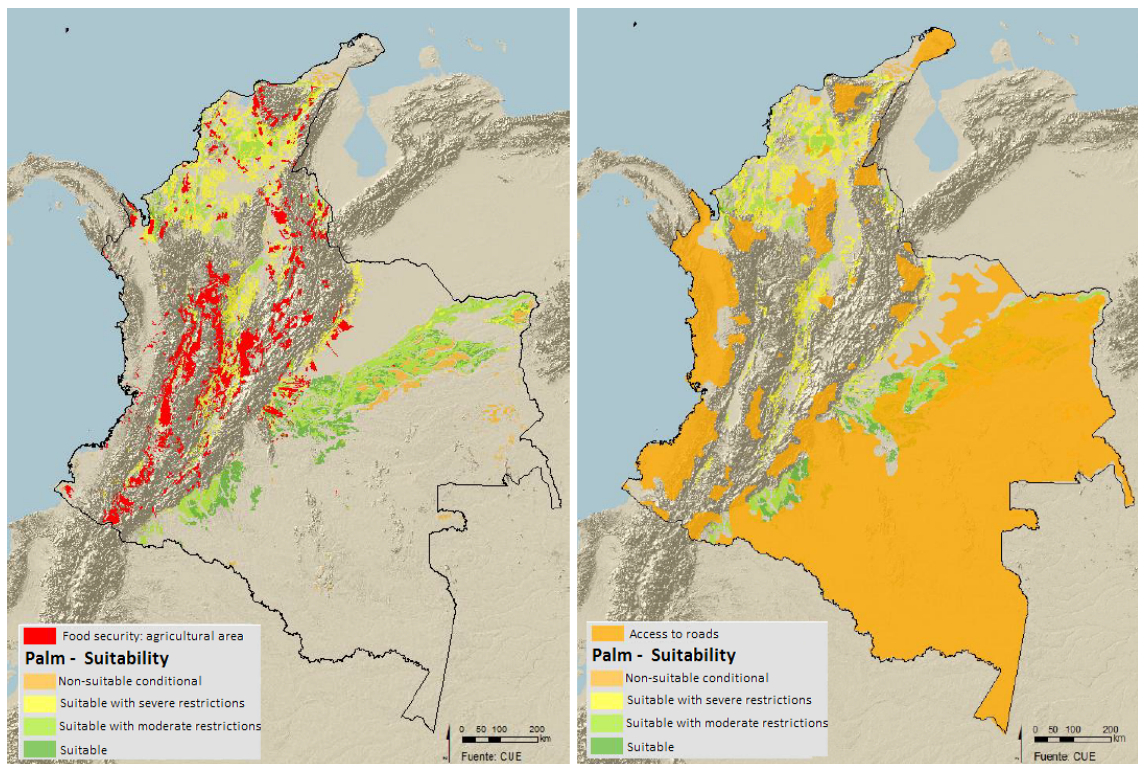 Food security: agricultural area
Palm - Suitability
Non-suitable conditional
Suitable with severe restrictions
Suitable with moderate restrictions
Suitable
0 50 100 200
km
Fuente: CUE
Access to roads
Palm - Suitability
Non-suitable conditional
Suitable with severe restrictions
Suitable with moderate restrictions
Suitable
0 50 100 200
km
Fuente: CUE